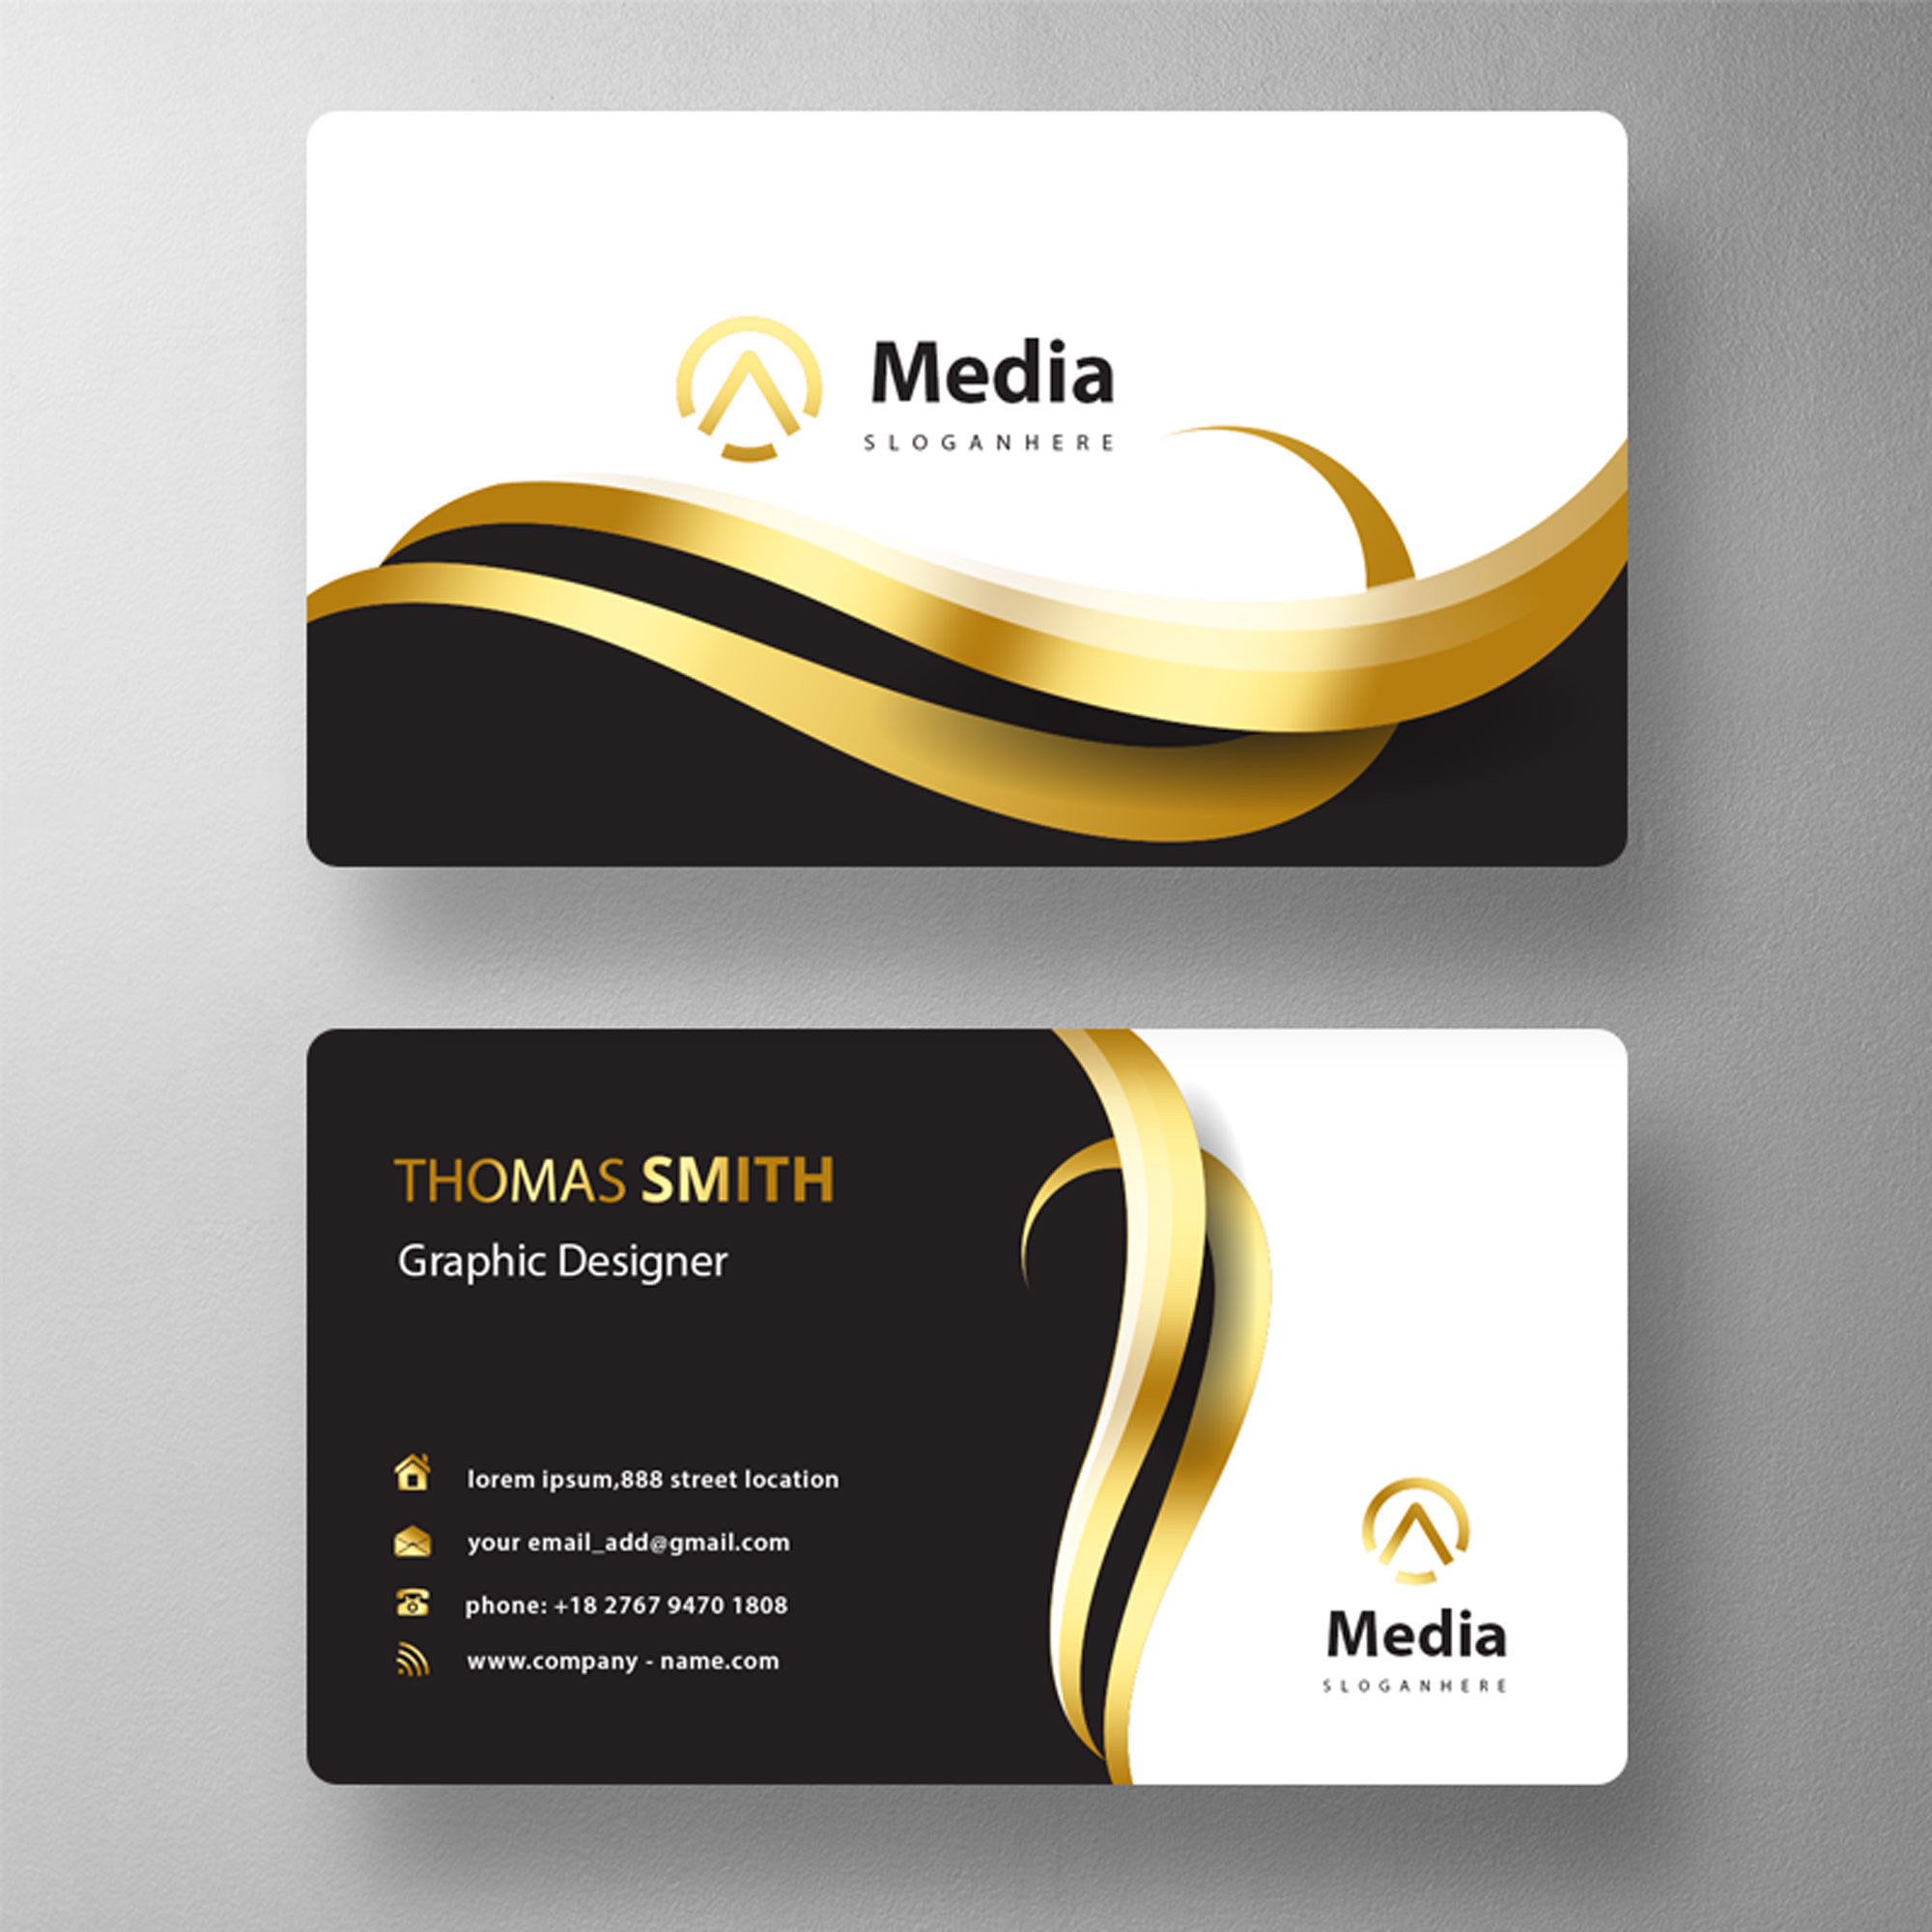 Media
SLOGANHERE
THOMAS SMITH
Graphic Designer
lorem ipsum,888 street location
your email_add@gmail.com
phone: +18 2767 9470 1808
www.company - name.com
Media
SLOGANHERE